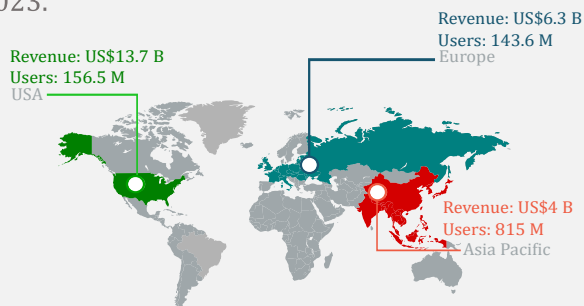 2023.
Revenue: US$6.3 B
Users: 143.6 M
Europe
Revenue: US$13.7 B
Users: 156.5 M
USA
Revenue: US$4 B
Users: 815 M
Asia Pacific